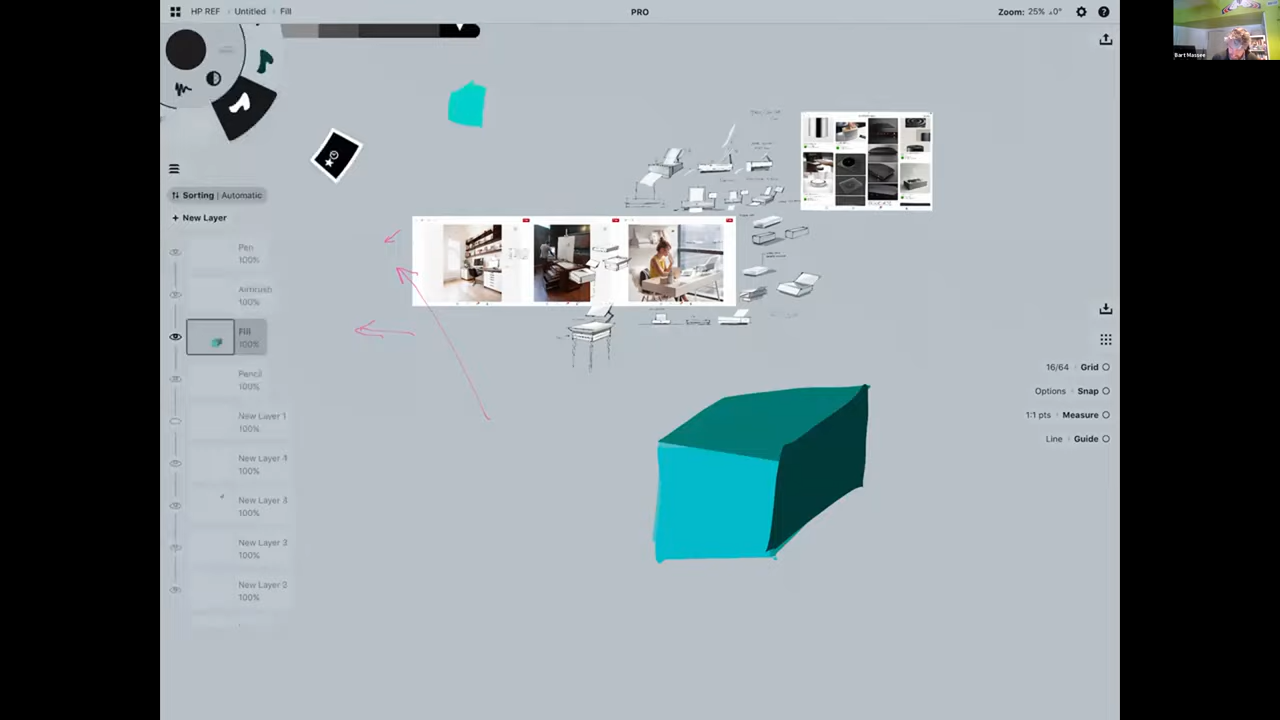 HP REF Untitled Fill
PRO
Zoom: 25% 0°
Bart Massee
Sorting | Automatic
+ New Layer
Pen
100%
Airbrush
100%
Fill
100%
Pencil
100%
New Layer 1
100%
New Layer 4
100%
New Layer 3
100%
New Layer 3
100%
New Layer 2
100%
16/64 Grid
Options Snap
1:1 pts Measure
Line Guide